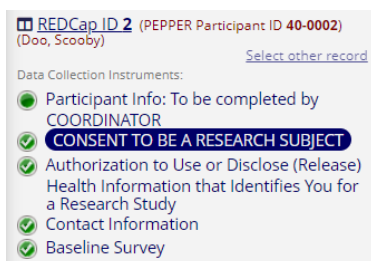 REDCap ID 2 (PEPPER Participant ID 40-0002)
(Doo, Scooby)
Select other record
Data Collection Instruments:
Participant Info: To be completed by
COORDINATOR
CONSENT TO BE A RESEARCH SUBJECT
Authorization to Use or Disclose (Release)
Health Information that Identifies You for
a Research Study
Contact Information
Baseline Survey